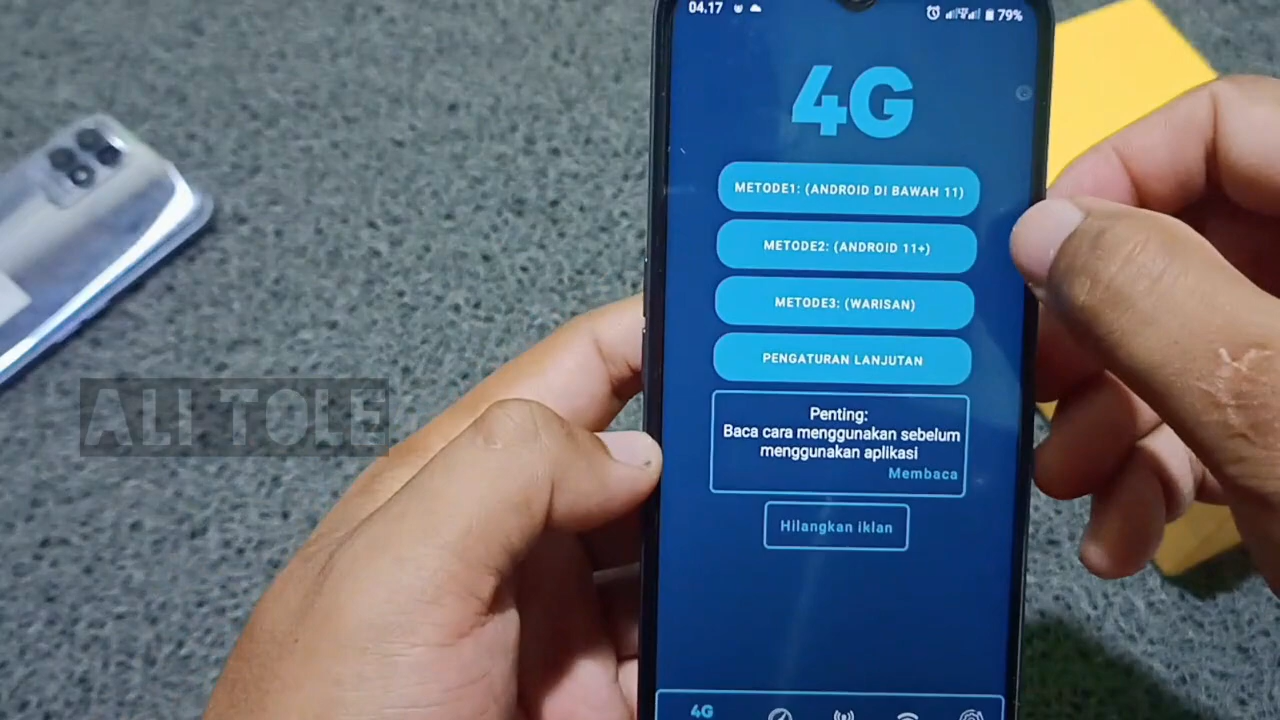 04.17
79%
4G
METODE1: (ANDROID DI BAWAH 11)
METODE2: (ANDROID 11+)
METODE3: (WARISAN)
PENGATURAN LANJUTAN
Penting:
Baca cara menggunakan sebelum
menggunakan aplikasi
Membaca
Hilangkan iklan
4G
ALI TOLE